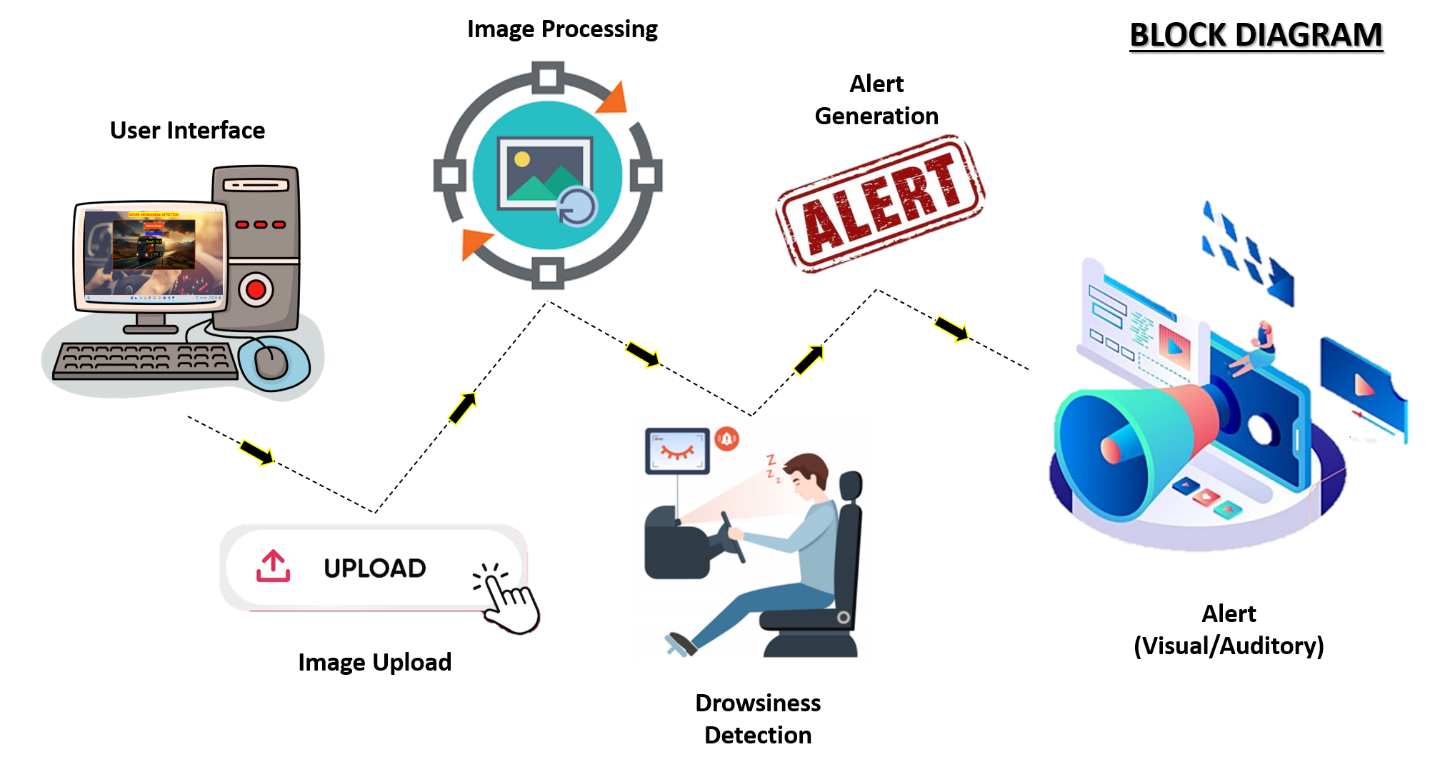 BLOCK DIAGRAM
User Interface
Image Upload
UPLOAD
Image Processing
Drowsiness
Detection
Z
Z
Z
Alert
Generation
ALERT
Alert
(Visual/Auditory)